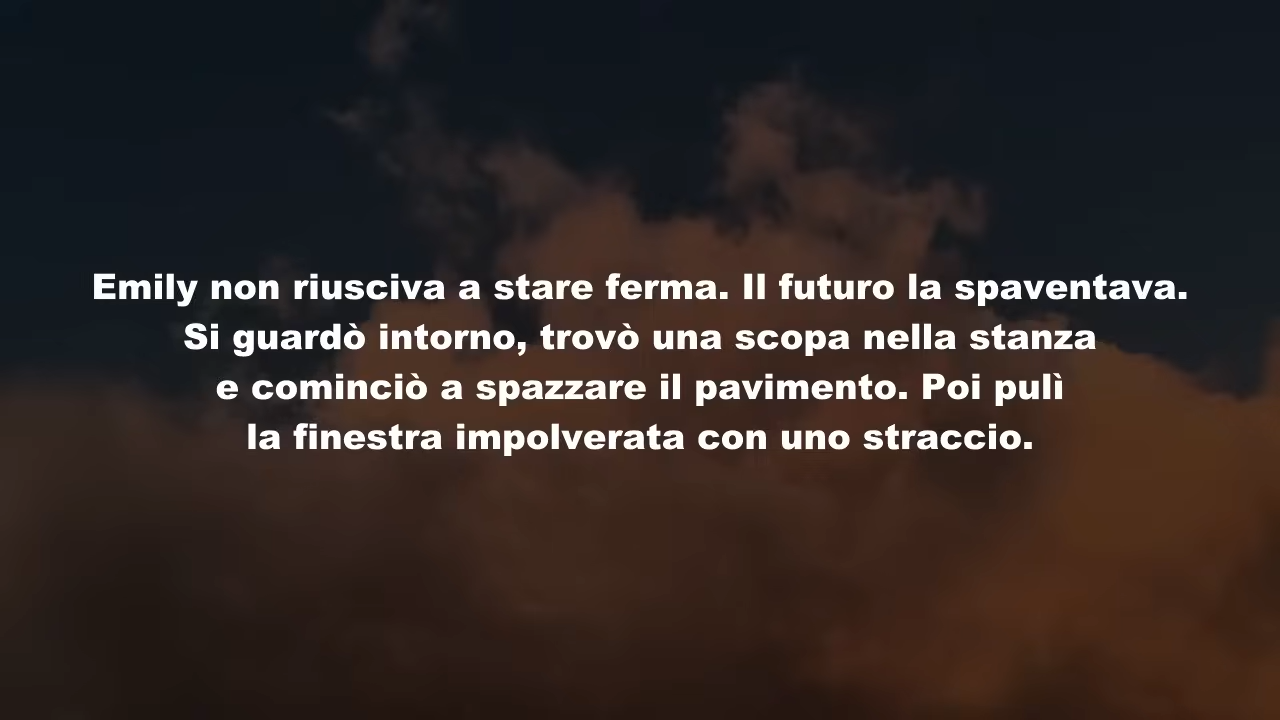 Emily non riusciva a stare ferma. Il futuro la spaventava.
Si guardò intorno, trovò una scopa nella stanza
e cominciò a spazzare il pavimento. Poi pulì
la finestra impolverata con uno straccio.